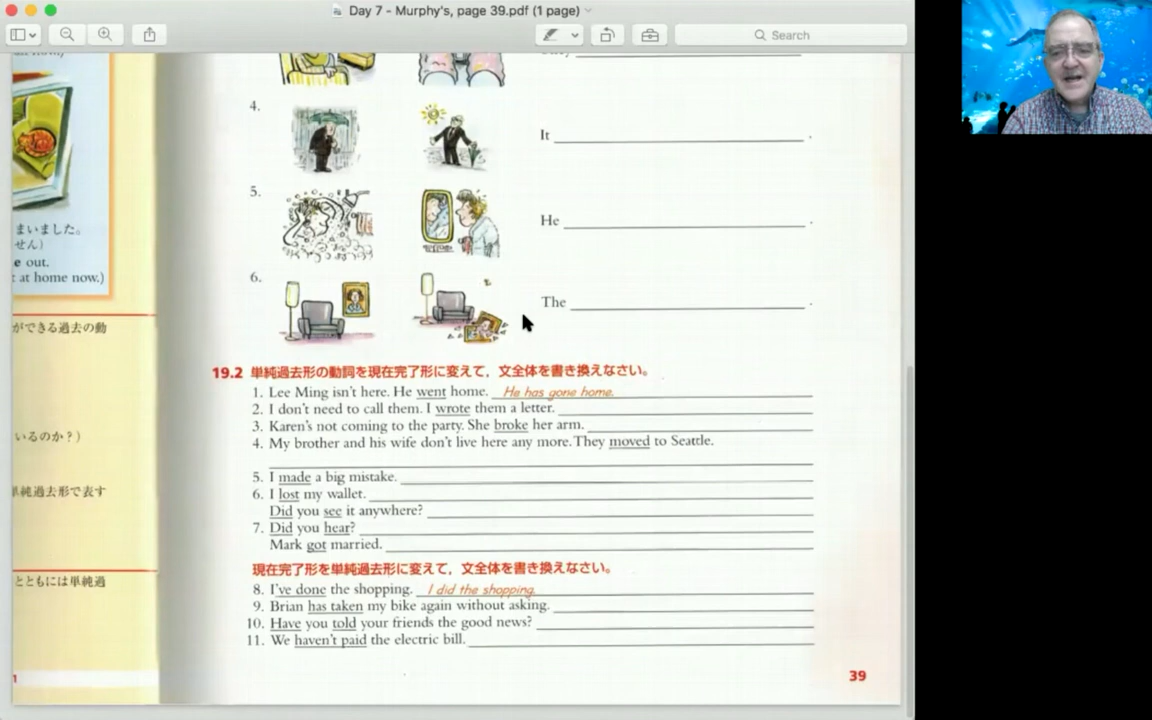 Day 7 - Murphy's, page 39.pdf (1 page)
Search
4.
It .
5.
He .
6.
The .
まいました。
せん）
e out.
t at home now.)
ができる過去の動
いるのか？）
単純過去形で表す
とともには単純過
1
19.2 単純過去形の動詞を現在完了形に変えて，文全体を書き換えなさい。
1. Lee Ming isn't here. He went home. He has gone home.
2. I don't need to call them. I wrote them a letter.
3. Karen's not coming to the party. She broke her arm.
4. My brother and his wife don't live here any more. They moved to Seattle.
5. I made a big mistake.
6. I lost my wallet.
Did you see it anywhere?
7. Did you hear?
Mark got married.
現在完了形を単純過去形に変えて，文全体を書き換えなさい。
8. I've done the shopping. I did the shopping.
9. Brian has taken my bike again without asking.
10. Have you told your friends the good news?
11. We haven't paid the electric bill.
39